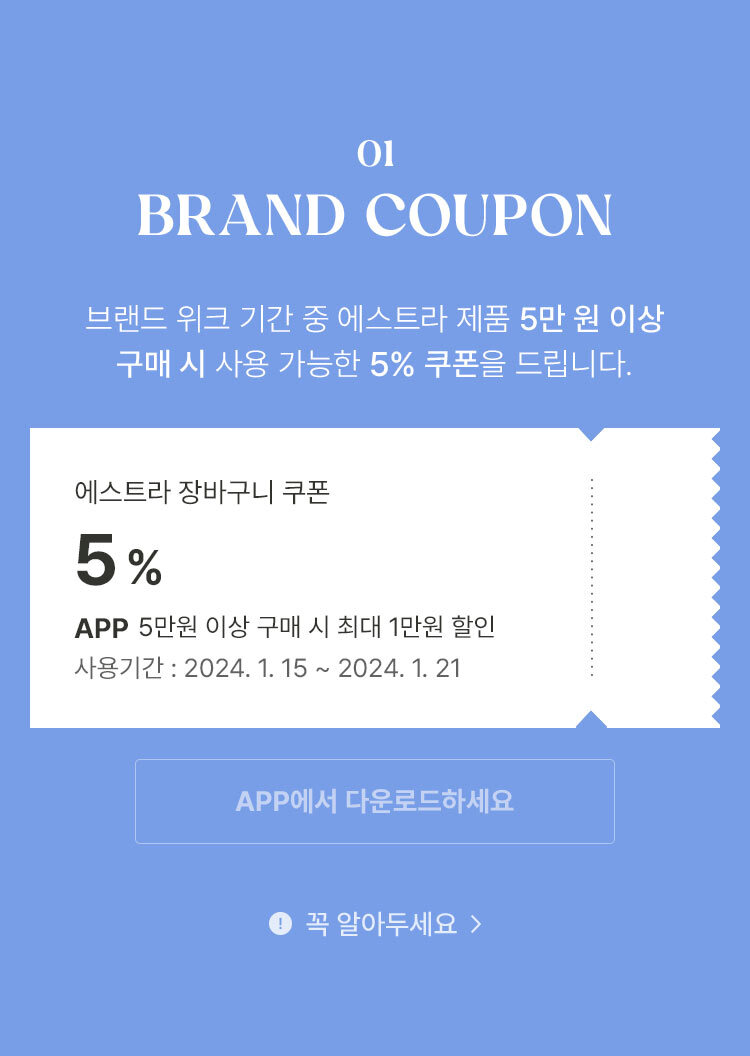 01
BRAND COUPON
브랜드 위크 기간 중 에스트라 제품 5만 원 이상
구매 시 사용 가능한 5% 쿠폰을 드립니다.
에스트라 장바구니 쿠폰
5 %
APP 5만원 이상 구매 시 최대 1만원 할인
사용기간 : 2024. 1. 15 ~ 2024. 1. 21
APP에서 다운로드하세요
! 꼭 알아두세요 >